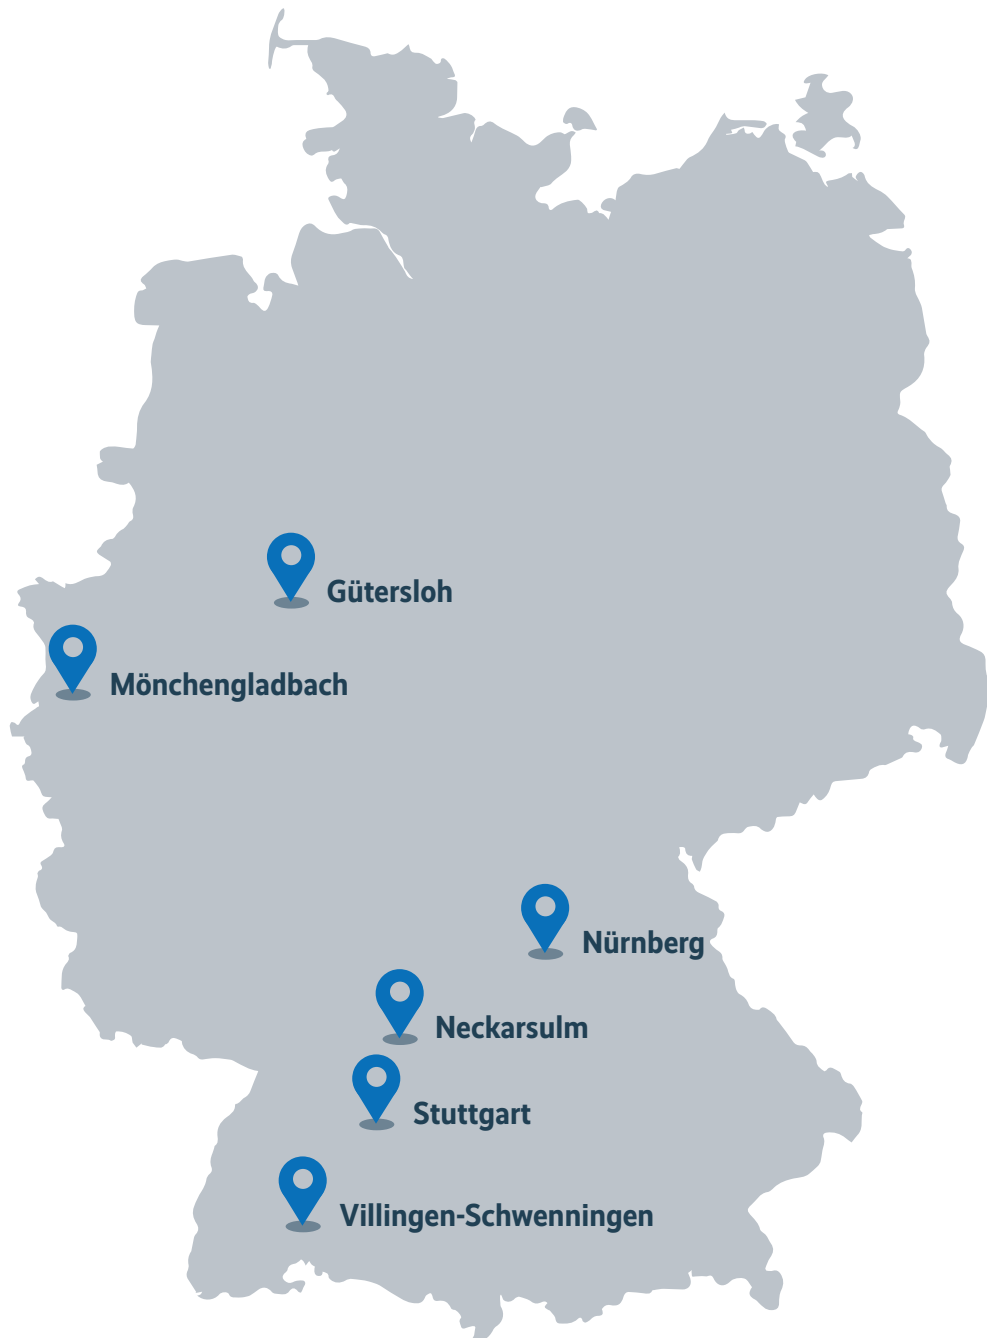 Gütersloh
Mönchengladbach
Nürnberg
Neckarsulm
Stuttgart
Villingen-Schwenningen